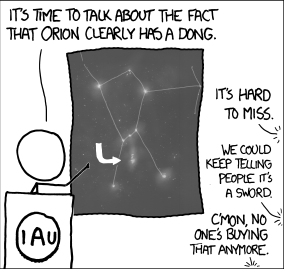 IT'S TIME TO TALK ABOUT THE FACT
THAT ORION CLEARLY HAS A DONG.
IT'S HARD
TO MISS.
WE COULD
KEEP TELLING
PEOPLE IT'S
A SWORD.
C'MON, NO
ONE'S BUYING
THAT ANYMORE.
IAU